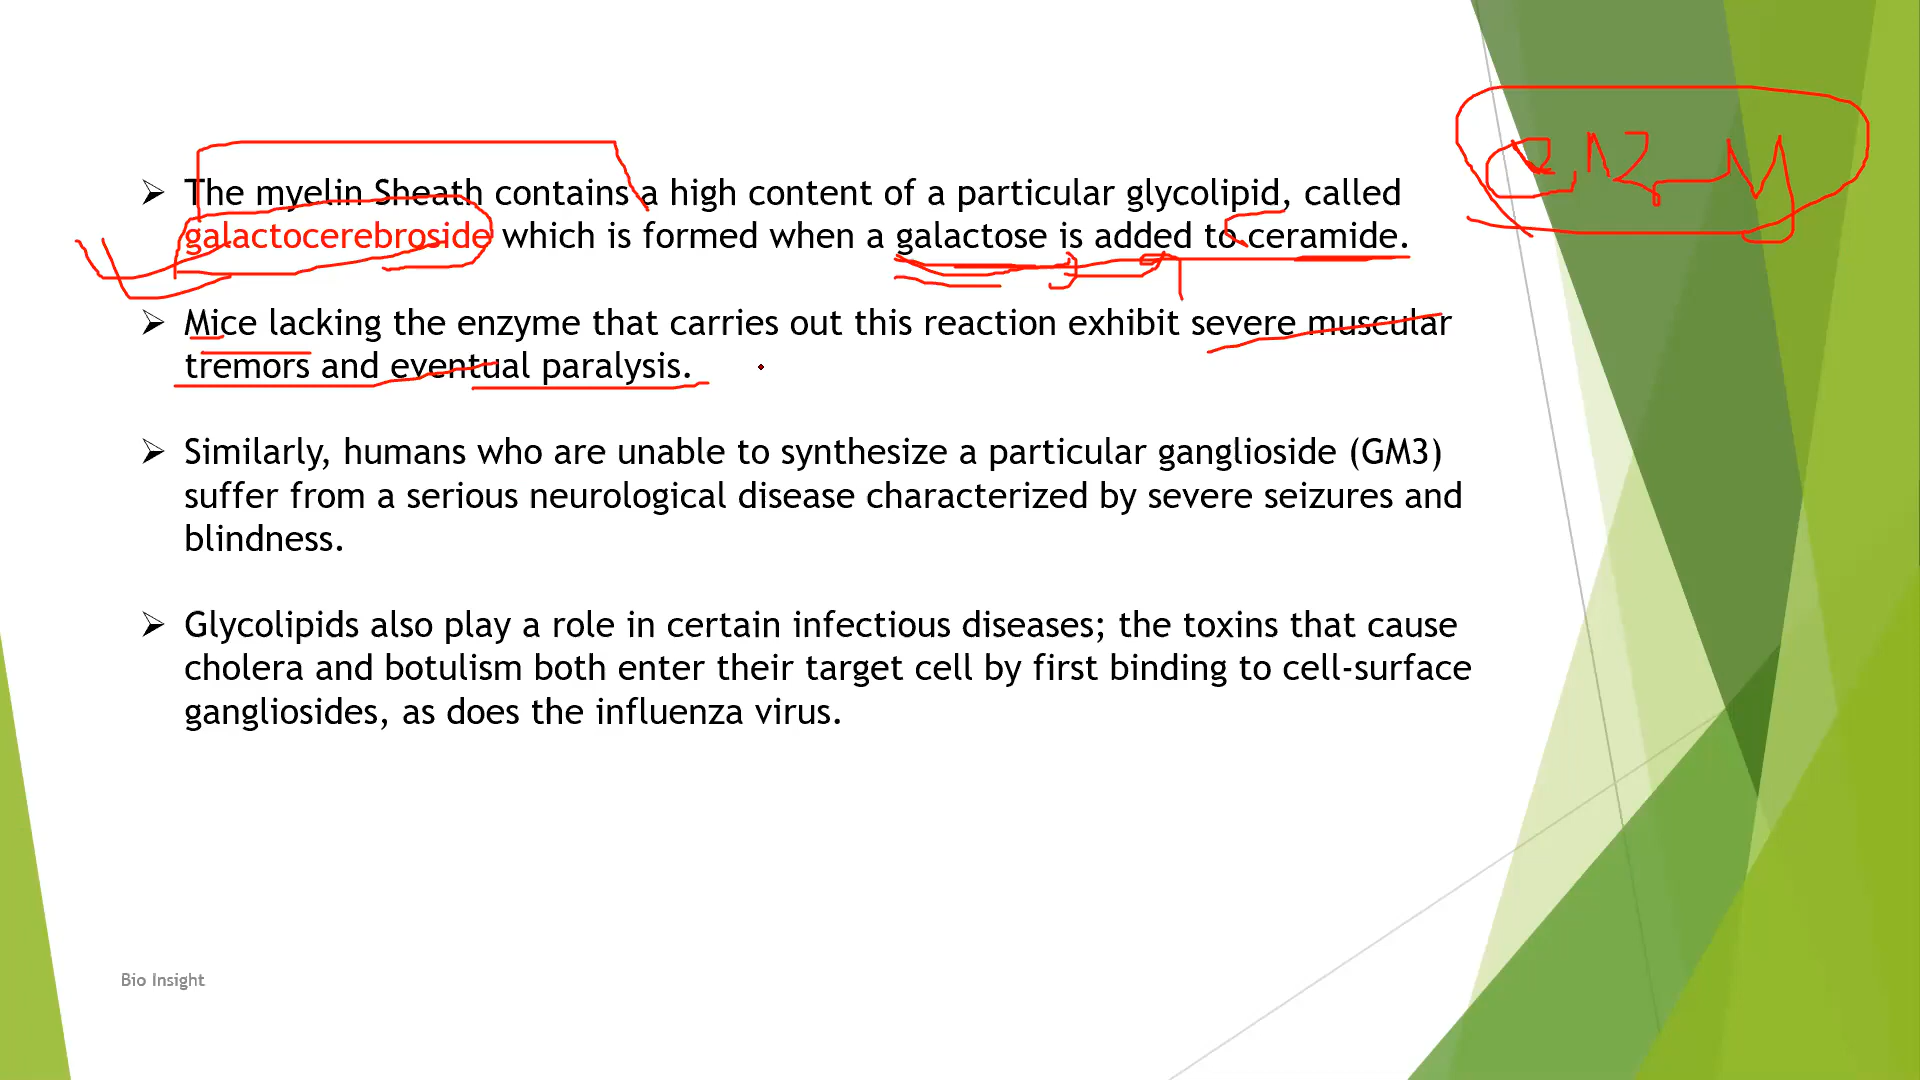 ➢ The myelin Sheath contains a high content of a particular glycolipid, called
galactocerebroside which is formed when a galactose is added to ceramide.
➢ Mice lacking the enzyme that carries out this reaction exhibit severe muscular
tremors and eventual paralysis.
➢ Similarly, humans who are unable to synthesize a particular ganglioside (GM3)
suffer from a serious neurological disease characterized by severe seizures and
blindness.
➢ Glycolipids also play a role in certain infectious diseases; the toxins that cause
cholera and botulism both enter their target cell by first binding to cell-surface
gangliosides, as does the influenza virus.
Bio Insight